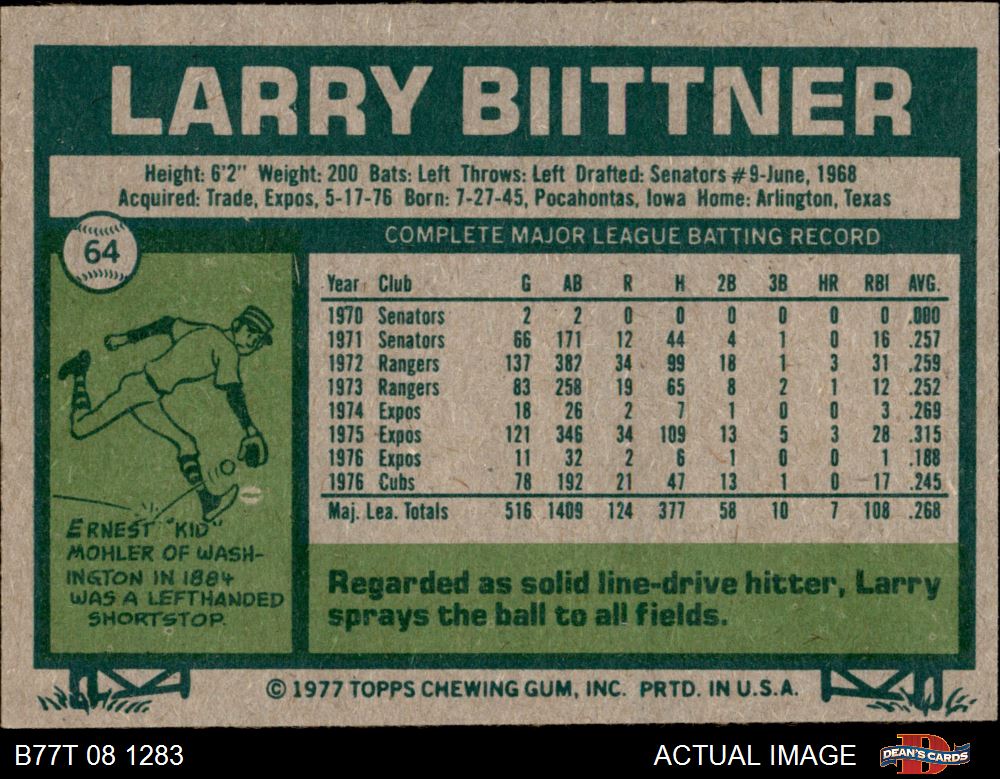 LARRY BIITTNER
Height: 6'2" Weight: 200 Bats: Left Throws: Left Drafted: Senators #9-June, 1968
Acquired: Trade, Expos, 5-17-76 Born: 7-27-45, Pocahontas, Iowa Home: Arlington, Texas
64
COMPLETE MAJOR LEAGUE BATTING RECORD
Year Club G AB R H 2B 3B HR RBI AVG.
1970 Senators 2 2 0 0 0 0 0 0 .000
1971 Senators 66 171 12 44 4 1 0 16 .257
1972 Rangers 137 382 34 99 18 1 3 31 .259
1973 Rangers 83 258 19 65 8 2 1 12 .252
1974 Expos 18 26 2 7 1 0 0 3 .269
1975 Expos 121 346 34 109 13 5 3 28 .315
1976 Expos 11 32 2 6 1 0 0 1 .188
1976 Cubs 78 192 21 47 13 1 0 17 .245
Maj. Lea. Totals 516 1409 124 377 58 10 7 108 .268
ERNEST "KID"
MOHLER OF WASH-
INGTON IN 1884
WAS A LEFTHANDED
SHORTSTOP.
Regarded as solid line-drive hitter, Larry
sprays the ball to all fields.
© 1977 TOPPS CHEWING GUM, INC. PRTD. IN U.S.A.
B77T 08 1283 ACTUAL IMAGE DEAN'S CARDS